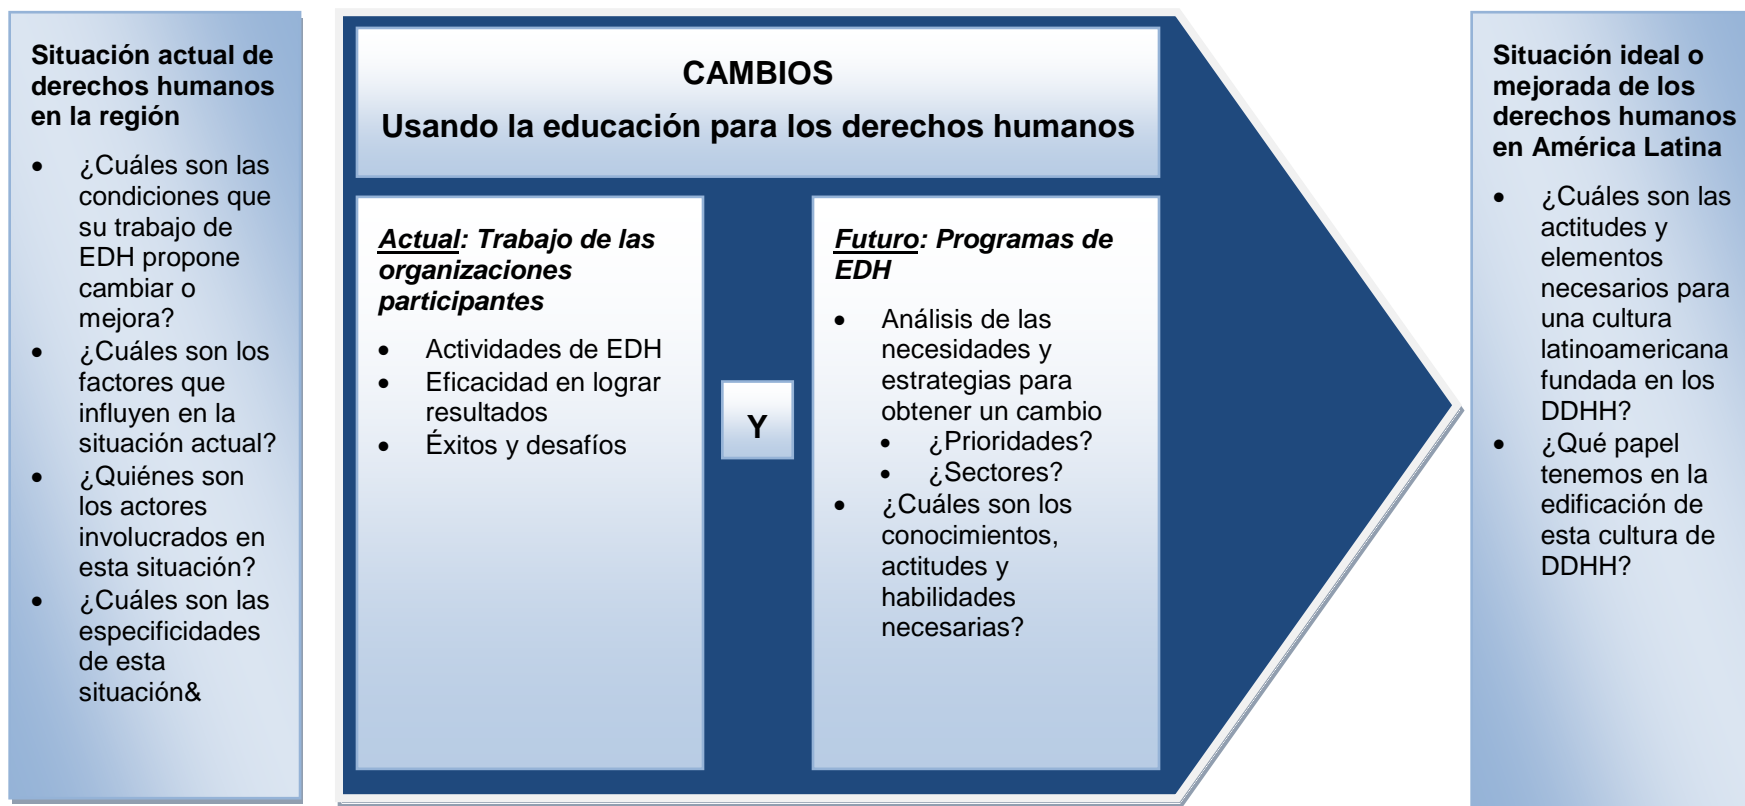 Situación actual de
derechos humanos
en la región
• ¿Cuáles son las
condiciones que
su trabajo de
EDH propone
cambiar o
mejora?
• ¿Cuáles son los
factores que
influyen en la
situación actual?
• ¿Quiénes son
los actores
involucrados en
esta situación?
• ¿Cuáles son las
especificidades
de esta
situación&
CAMBIOS
Usando la educación para los derechos humanos
Actual: Trabajo de las
organizaciones
participantes
• Actividades de EDH
• Eficacidad en lograr
resultados
• Éxitos y desafíos
Y
Futuro: Programas de
EDH
• Análisis de las
necesidades y
estrategias para
obtener un cambio
• ¿Prioridades?
• ¿Sectores?
• ¿Cuáles son los
conocimientos,
actitudes y
habilidades
necesarias?
Situación ideal o
mejorada de los
derechos humanos
en América Latina
• ¿Cuáles son las
actitudes y
elementos
necesarios para
una cultura
latinoamericana
fundada en los
DDHH?
• ¿Qué papel
tenemos en la
edificación de
esta cultura de
DDHH?